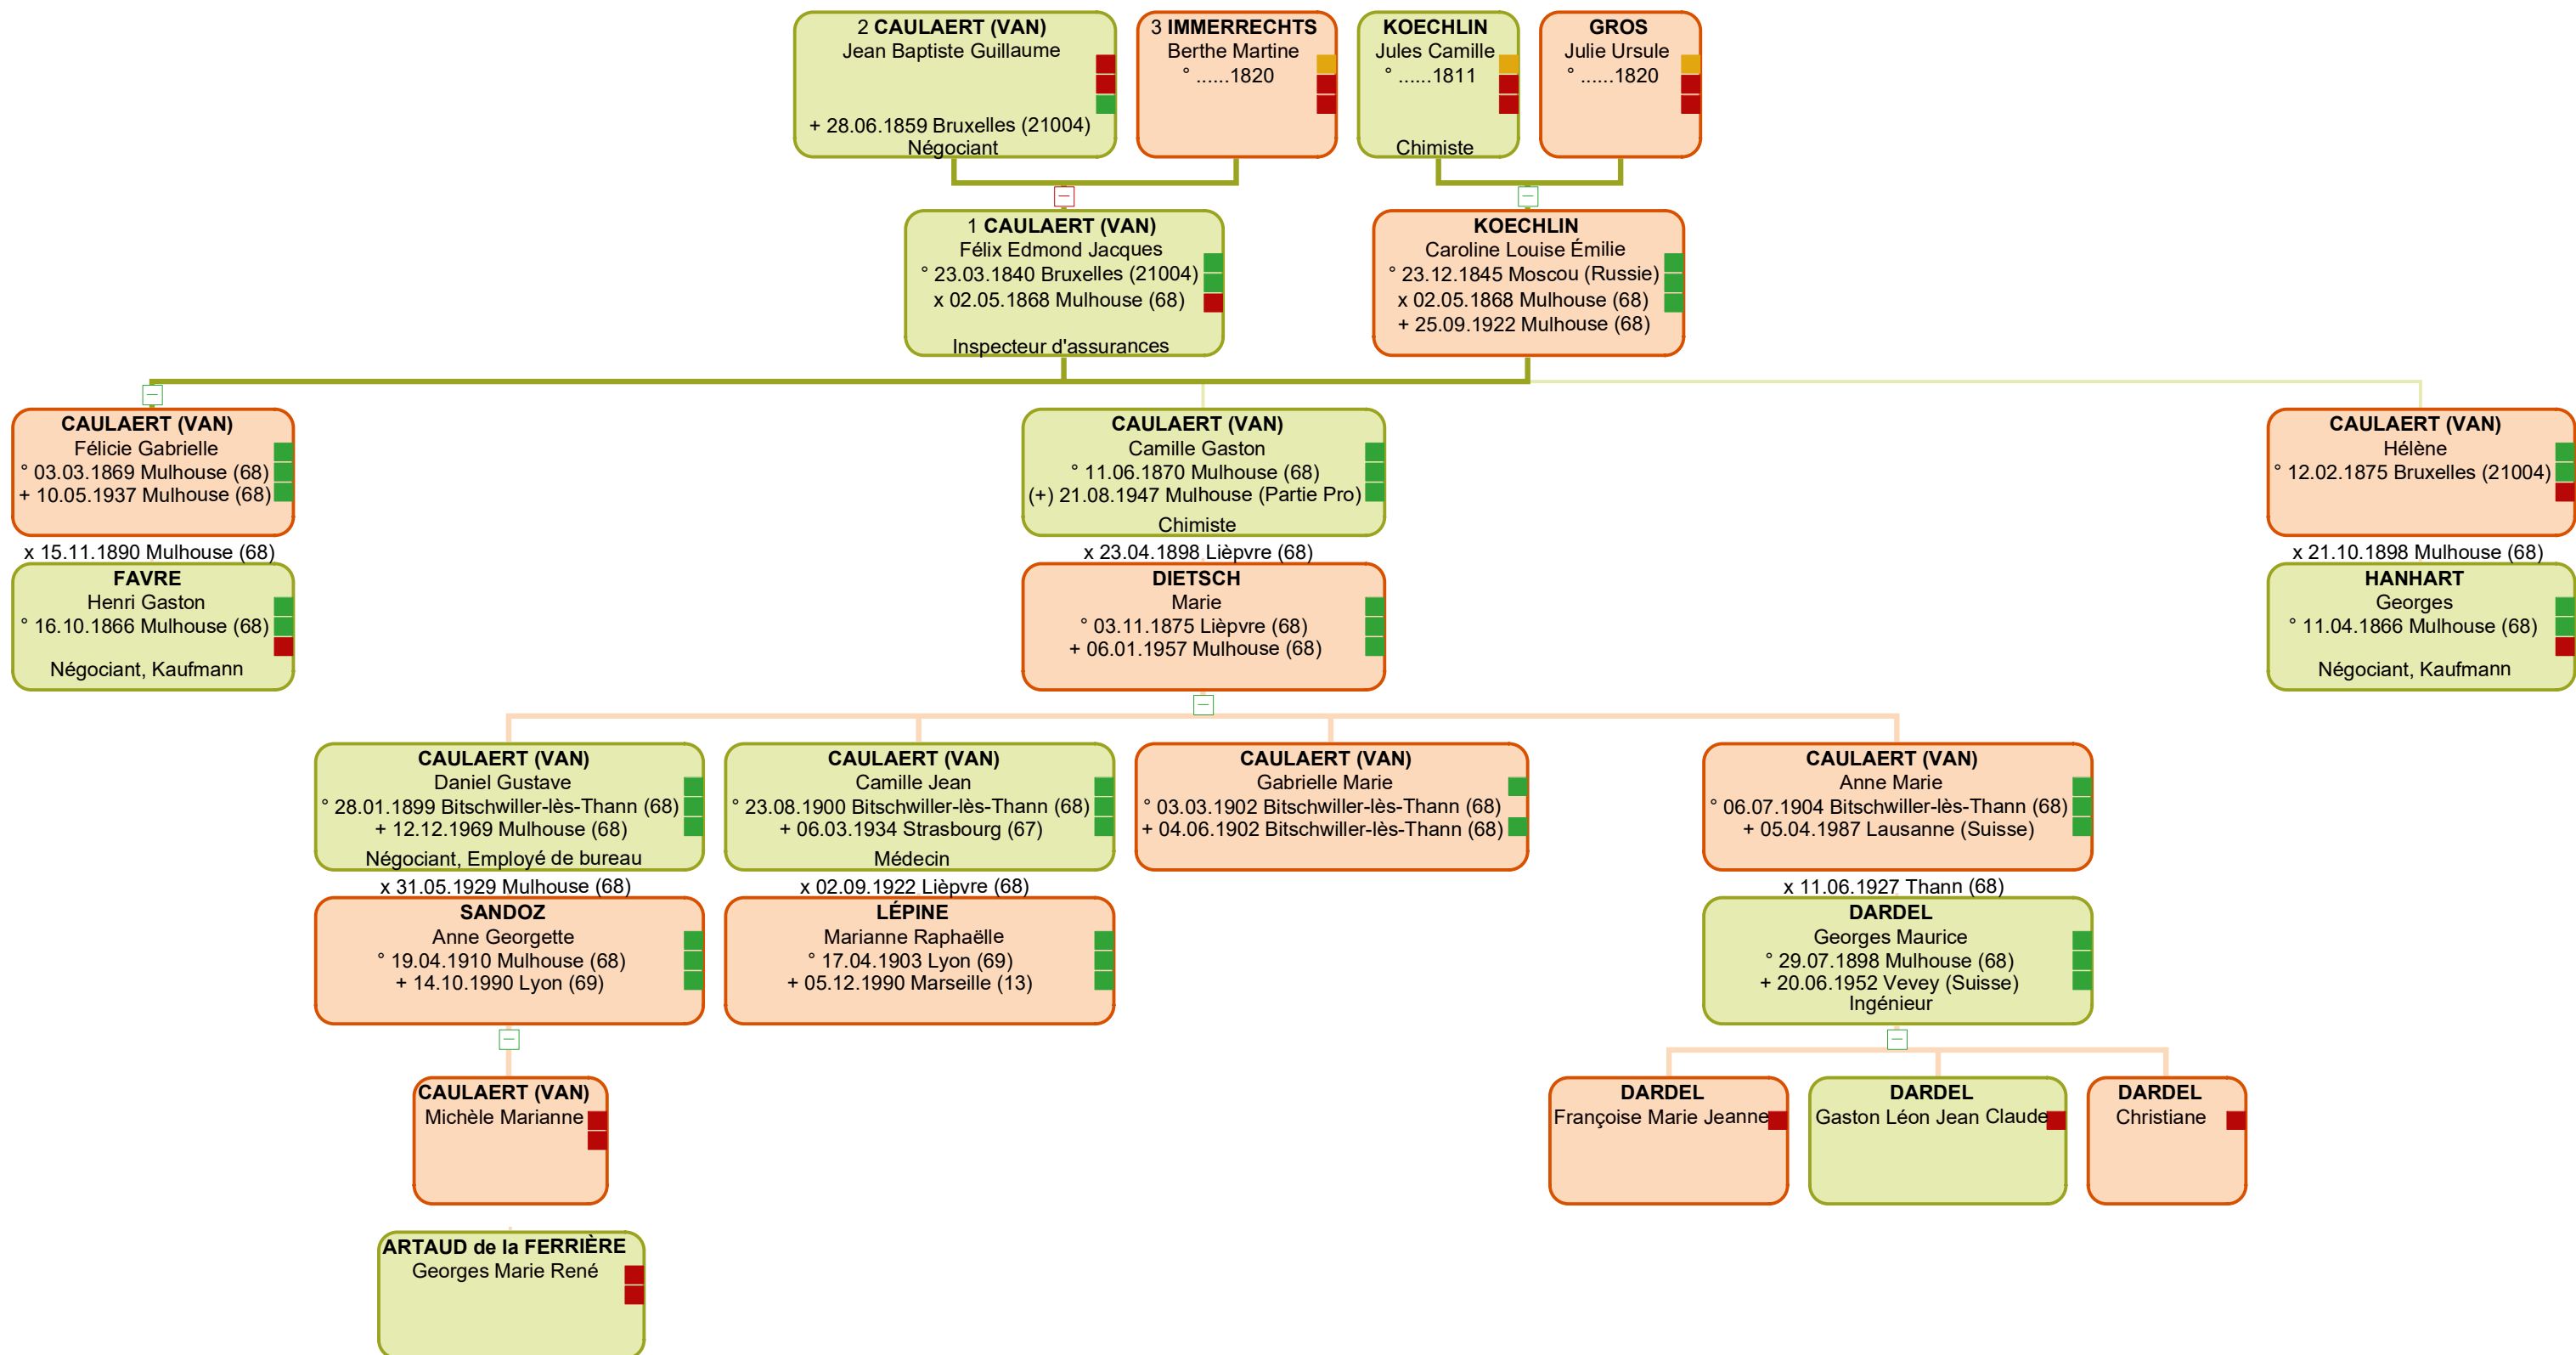 2 CAULAERT (VAN)
Jean Baptiste Guillaume
+ 28.06.1859 Bruxelles (21004)
Négociant
3 IMMERRECHTS
Berthe Martine
° ......1820
KOECHLIN
Jules Camille
° ......1811
Chimiste
GROS
Julie Ursule
° ......1820
1 CAULAERT (VAN)
Félix Edmond Jacques
° 23.03.1840 Bruxelles (21004)
x 02.05.1868 Mulhouse (68)
Inspecteur d'assurances
KOECHLIN
Caroline Louise Émilie
° 23.12.1845 Moscou (Russie)
x 02.05.1868 Mulhouse (68)
+ 25.09.1922 Mulhouse (68)
CAULAERT (VAN)
Félicie Gabrielle
° 03.03.1869 Mulhouse (68)
+ 10.05.1937 Mulhouse (68)
x 15.11.1890 Mulhouse (68)
FAVRE
Henri Gaston
° 16.10.1866 Mulhouse (68)
Négociant, Kaufmann
CAULAERT (VAN)
Camille Gaston
° 11.06.1870 Mulhouse (68)
(+) 21.08.1947 Mulhouse (Partie Pro)
Chimiste
x 23.04.1898 Lièpvre (68)
DIETSCH
Marie
° 03.11.1875 Lièpvre (68)
+ 06.01.1957 Mulhouse (68)
CAULAERT (VAN)
Hélène
° 12.02.1875 Bruxelles (21004)
x 21.10.1898 Mulhouse (68)
HANHART
Georges
° 11.04.1866 Mulhouse (68)
Négociant, Kaufmann
CAULAERT (VAN)
Daniel Gustave
° 28.01.1899 Bitschwiller-lès-Thann (68)
+ 12.12.1969 Mulhouse (68)
Négociant, Employé de bureau
x 31.05.1929 Mulhouse (68)
SANDOZ
Anne Georgette
° 19.04.1910 Mulhouse (68)
+ 14.10.1990 Lyon (69)
CAULAERT (VAN)
Camille Jean
° 23.08.1900 Bitschwiller-lès-Thann (68)
+ 06.03.1934 Strasbourg (67)
Médecin
x 02.09.1922 Lièpvre (68)
LÉPINE
Marianne Raphaëlle
° 17.04.1903 Lyon (69)
+ 05.12.1990 Marseille (13)
CAULAERT (VAN)
Gabrielle Marie
° 03.03.1902 Bitschwiller-lès-Thann (68)
+ 04.06.1902 Bitschwiller-lès-Thann (68)
CAULAERT (VAN)
Anne Marie
° 06.07.1904 Bitschwiller-lès-Thann (68)
+ 05.04.1987 Lausanne (Suisse)
x 11.06.1927 Thann (68)
DARDEL
Georges Maurice
° 29.07.1898 Mulhouse (68)
+ 20.06.1952 Vevey (Suisse)
Ingénieur
CAULAERT (VAN)
Michèle Marianne
ARTAUD de la FERRIÈRE
Georges Marie René
DARDEL
Françoise Marie Jeanne
DARDEL
Gaston Léon Jean Claude
DARDEL
Christiane